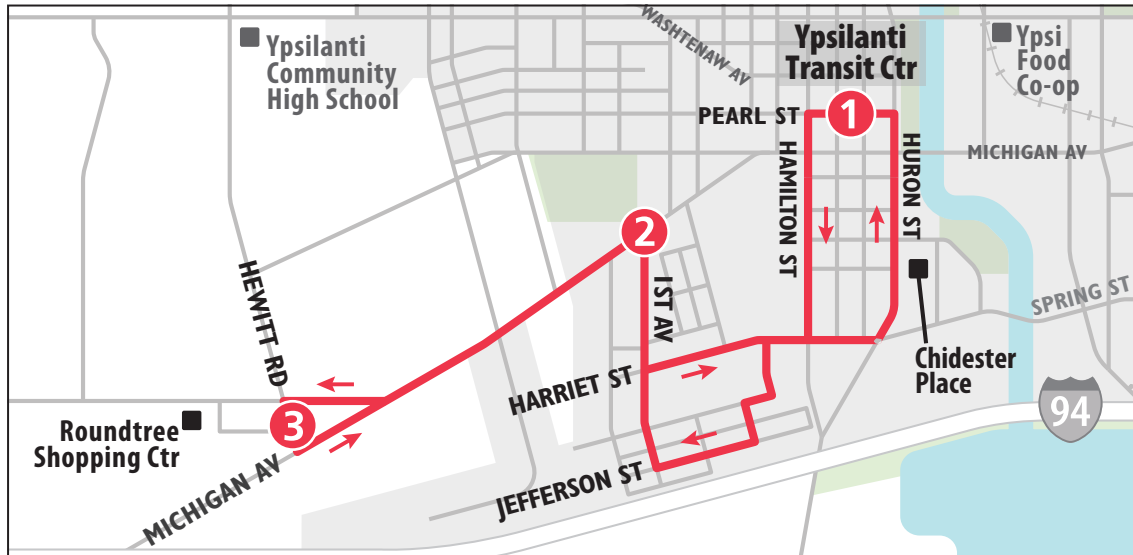 Ypsilanti
Community
High School
WASHTENAW AV
Ypsilanti
Transit Ctr
Ypsi
Food
Co-op
PEARL ST
1
MICHIGAN AV
HAMILTON ST
HURON ST
2
1ST AV
HEWITT RD
SPRING ST
HARRIET ST
Chidester
Place
94
3
Roundtree
Shopping Ctr
MICHIGAN AV
JEFFERSON ST